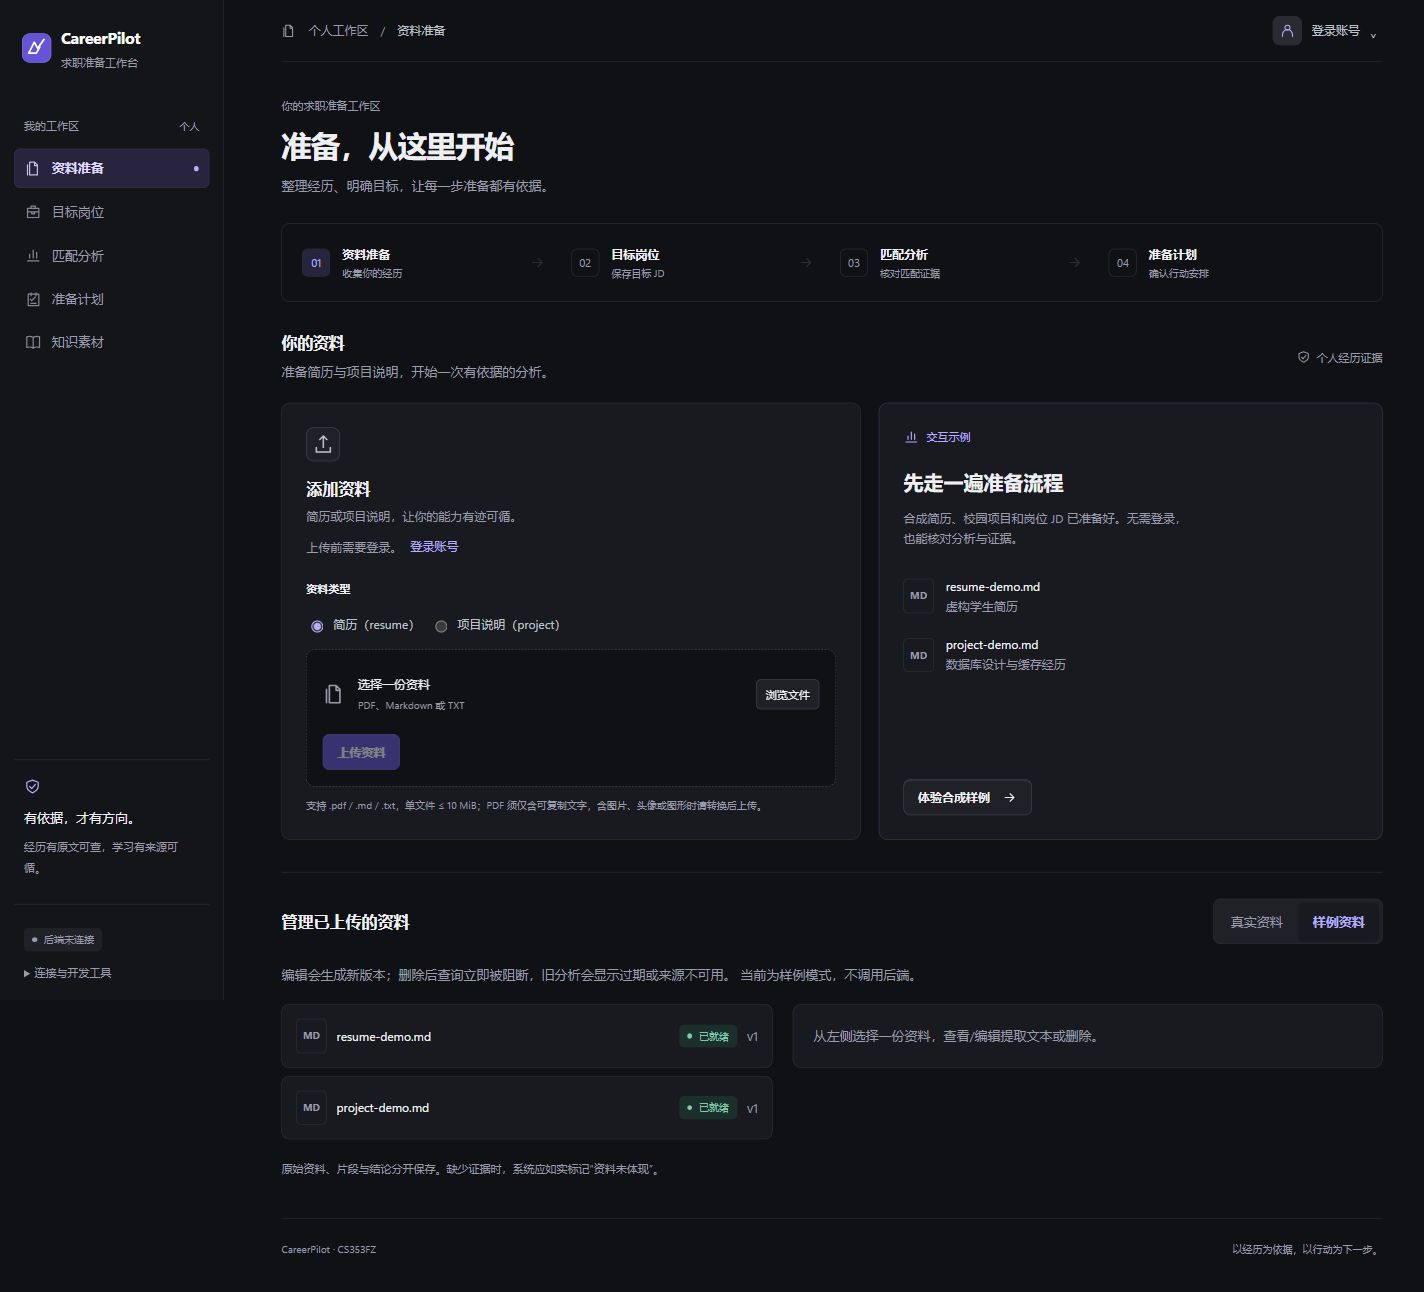 CareerPilot
求职准备工作台
我的工作区 个人
资料准备
目标岗位
匹配分析
准备计划
知识素材
有依据，才有方向。
经历有原文可查，学习有来源可
循。
后端未连接
连接与开发工具
个人工作区 / 资料准备
登录账号
你的求职准备工作区
准备，从这里开始
整理经历、明确目标，让每一步准备都有依据。
01 资料准备
收集你的经历
02 目标岗位
保存目标 JD
03 匹配分析
核对匹配证据
04 准备计划
确认行动安排
你的资料
准备简历与项目说明，开始一次有依据的分析。
个人经历证据
添加资料
简历或项目说明，让你的能力有迹可循。
上传前需要登录。 登录账号
资料类型
简历（resume） 项目说明（project）
选择一份资料
PDF、Markdown 或 TXT
浏览文件
上传资料
支持 .pdf / .md / .txt，单文件 ≤ 10 MiB；PDF 须仅含可复制文字，含图片、头像或图形时请转换后上传。
交互示例
先走一遍准备流程
合成简历、校园项目和岗位 JD 已准备好。无需登录，
也能核对分析与证据。
MD resume-demo.md
虚构学生简历
MD project-demo.md
数据库设计与缓存经历
体验合成样例 →
管理已上传的资料
真实资料 样例资料
编辑会生成新版本；删除后查询立即被阻断，旧分析会显示过期或来源不可用。 当前为样例模式，不调用后端。
MD resume-demo.md 已就绪 v1
MD project-demo.md 已就绪 v1
从左侧选择一份资料，查看/编辑提取文本或删除。
原始资料、片段与结论分开保存。缺少证据时，系统应如实标记“资料未体现”。
CareerPilot · CS353FZ
以经历为依据，以行动为下一步。